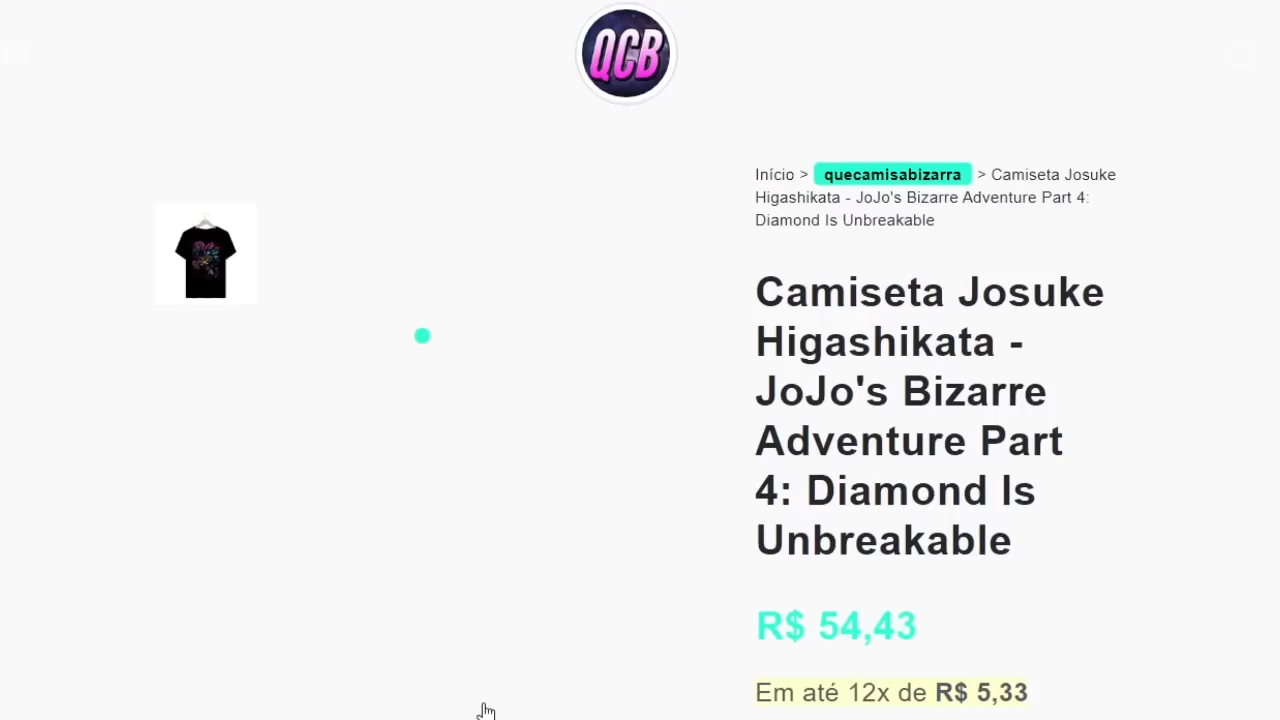 QCB
Início > quecamisabizarra > Camiseta Josuke
Higashikata - JoJo's Bizarre Adventure Part 4:
Diamond Is Unbreakable
Camiseta Josuke
Higashikata -
JoJo's Bizarre
Adventure Part
4: Diamond Is
Unbreakable
R$ 54,43
Em até 12x de R$ 5,33